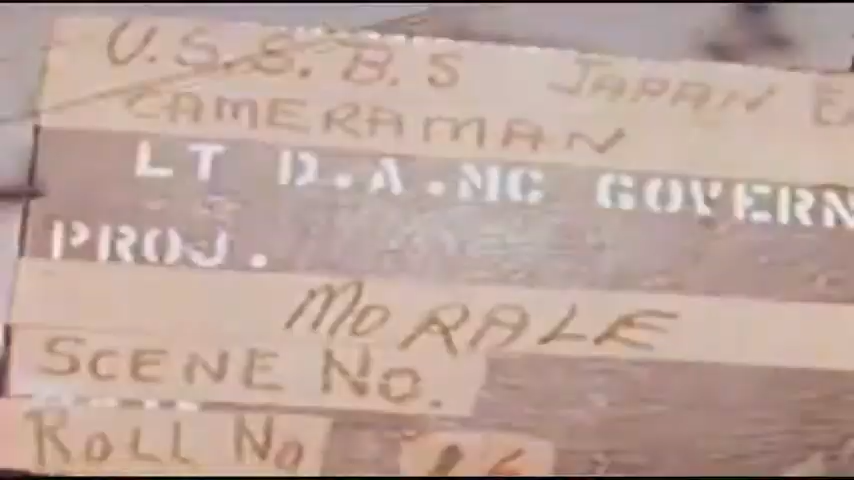 U.S.S.B.S JAPAN
CAMERAMAN
LT D.A.MC GOVERN
PROJ.
MORALE
SCENE NO.
ROLL NO